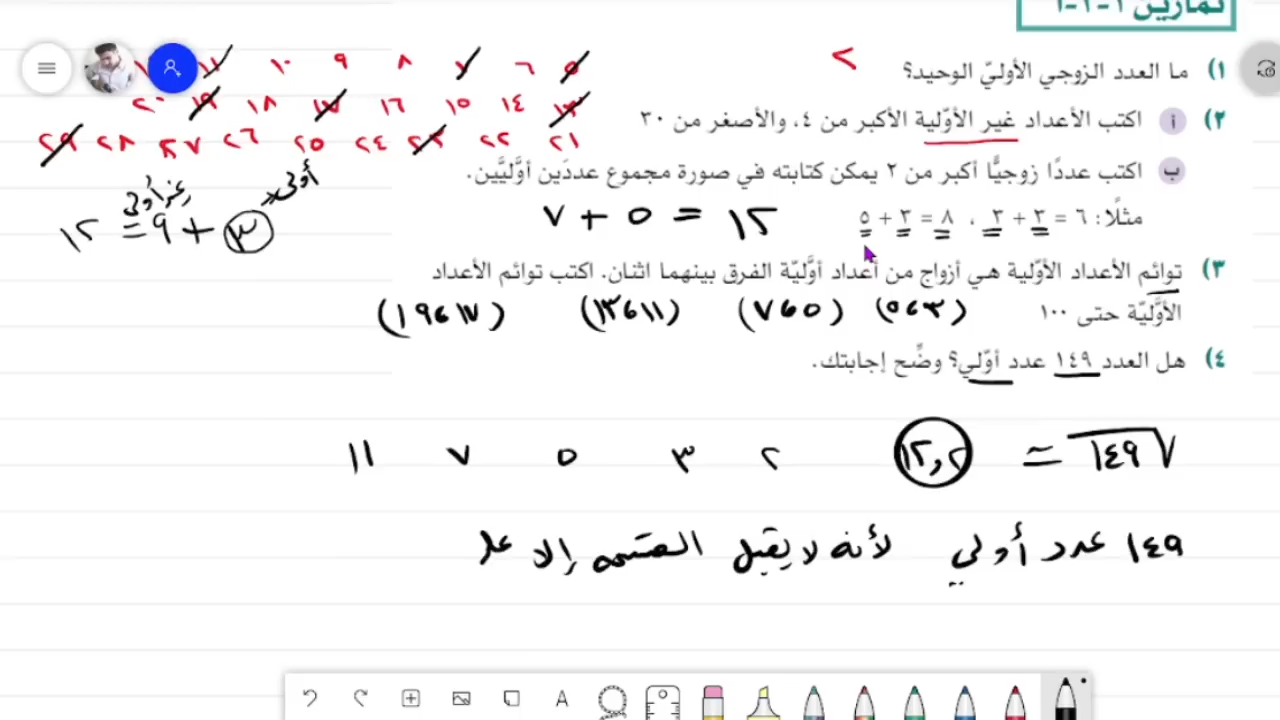 تمارين ١-٢-١
١) ما العدد الزوجي الأوليّ الوحيد؟ ٢
٢) أ اكتب الأعداد غير الأوّلية الأكبر من ٤، والأصغر من ٣٠
٥ ٦ ٧ ٨ ٩ ١٠ ١١
١٣ ١٤ ١٥ ١٦ ١٧ ١٨ ١٩ ٢٠
٢١ ٢٢ ٢٣ ٢٤ ٢٥ ٢٦ ٢٧ ٢٨ ٢٩
ب اكتب عددًا زوجيًّا أكبر من ٢ يمكن كتابته في صورة مجموع عددَين أوَّليَّين.
مثلًا: ٦ = ٣ + ٣ ، ٨ = ٣ + ٥
١٢ = ٥ + ٧
أولي غير أولي
٣ + ٩ = ١٢
٣) توائم الأعداد الأوّلية هي أزواج من أعداد أوَّليّة الفرق بينهما اثنان. اكتب توائم الأعداد
الأوَّليّة حتى ١٠٠
(٣،٥) (٥،٧) (١١،١٣) (١٧،١٩)
٤) هل العدد ١٤٩ عدد أوّلي؟ وضِّح إجابتك.
√١٤٩ = ١٢,٢ ٢ ٣ ٥ ٧ ١١
١٤٩ عدد أولي لأنه لا يقبل القسمه إلا على
A